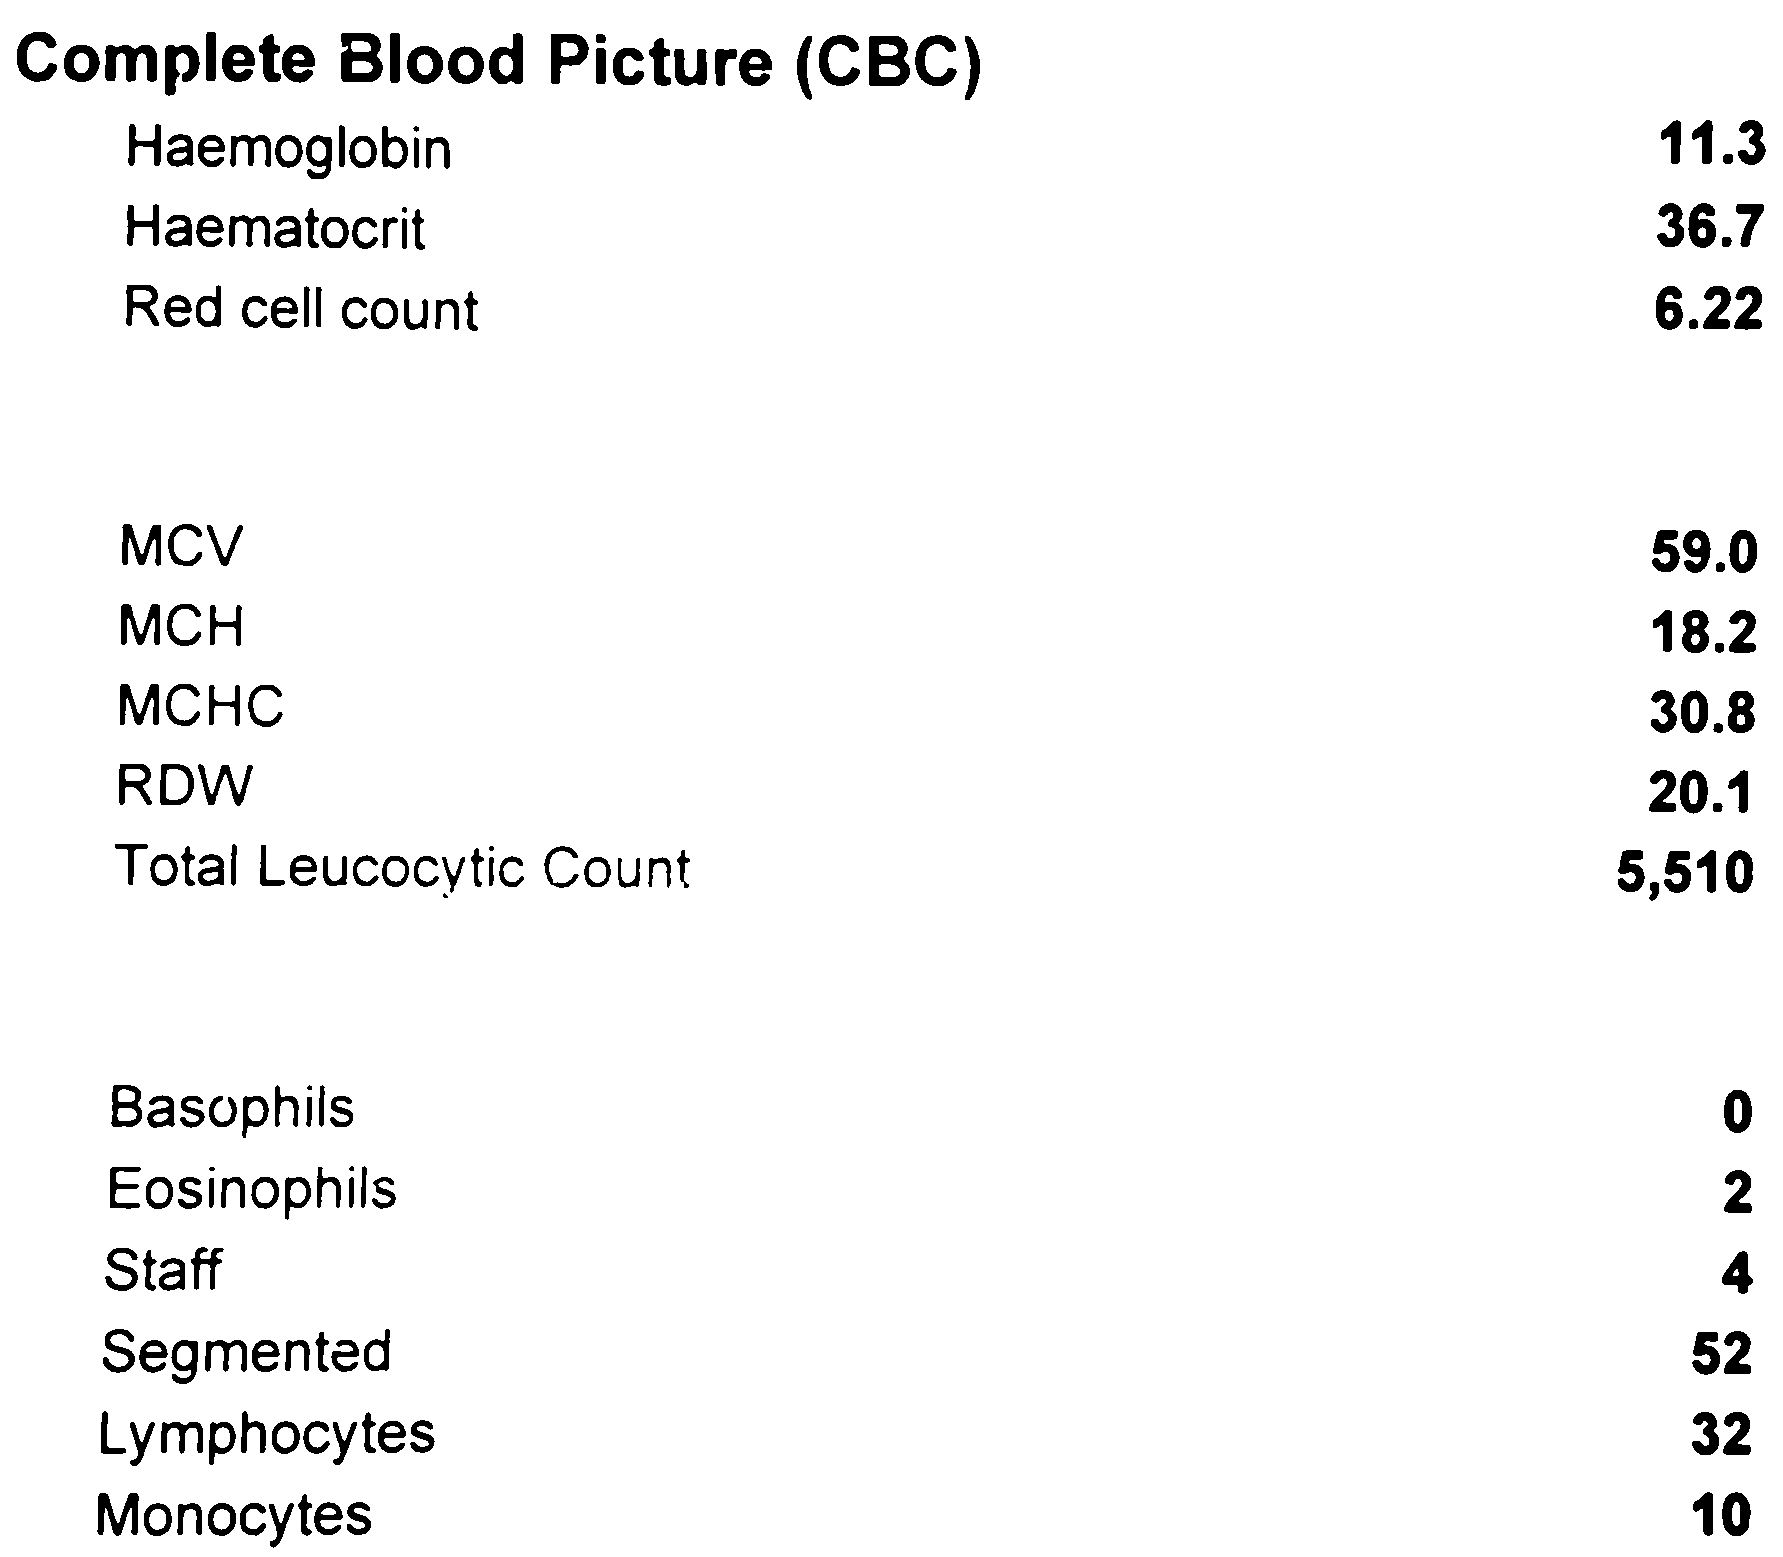 Complete Blood Picture (CBC)
Haemoglobin 11.3
Haematocrit 36.7
Red cell count 6.22
MCV 59.0
MCH 18.2
MCHC 30.8
RDW 20.1
Total Leucocytic Count 5,510
Basophils 0
Eosinophils 2
Staff 4
Segmented 52
Lymphocytes 32
Monocytes 10